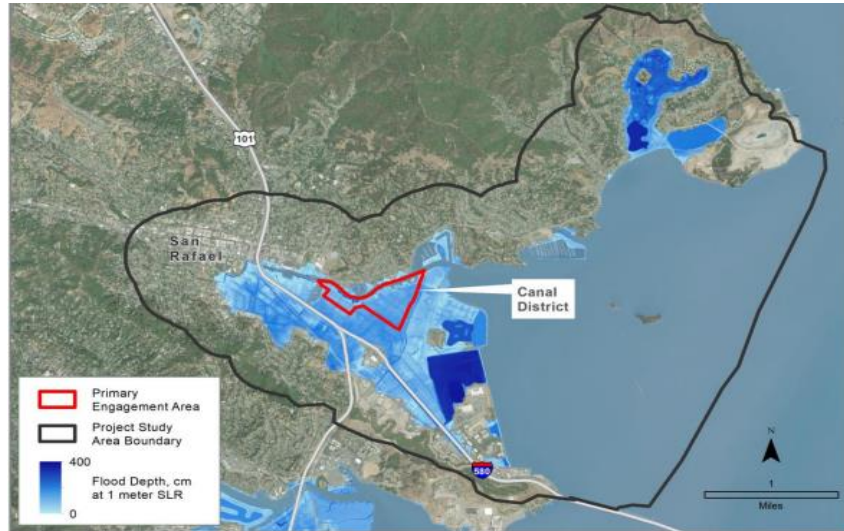 101
San
Rafael
Canal
District
Primary
Engagement Area
Project Study
Area Boundary
400
Flood Depth, cm
at 1 meter SLR
0
580
N
1
Miles